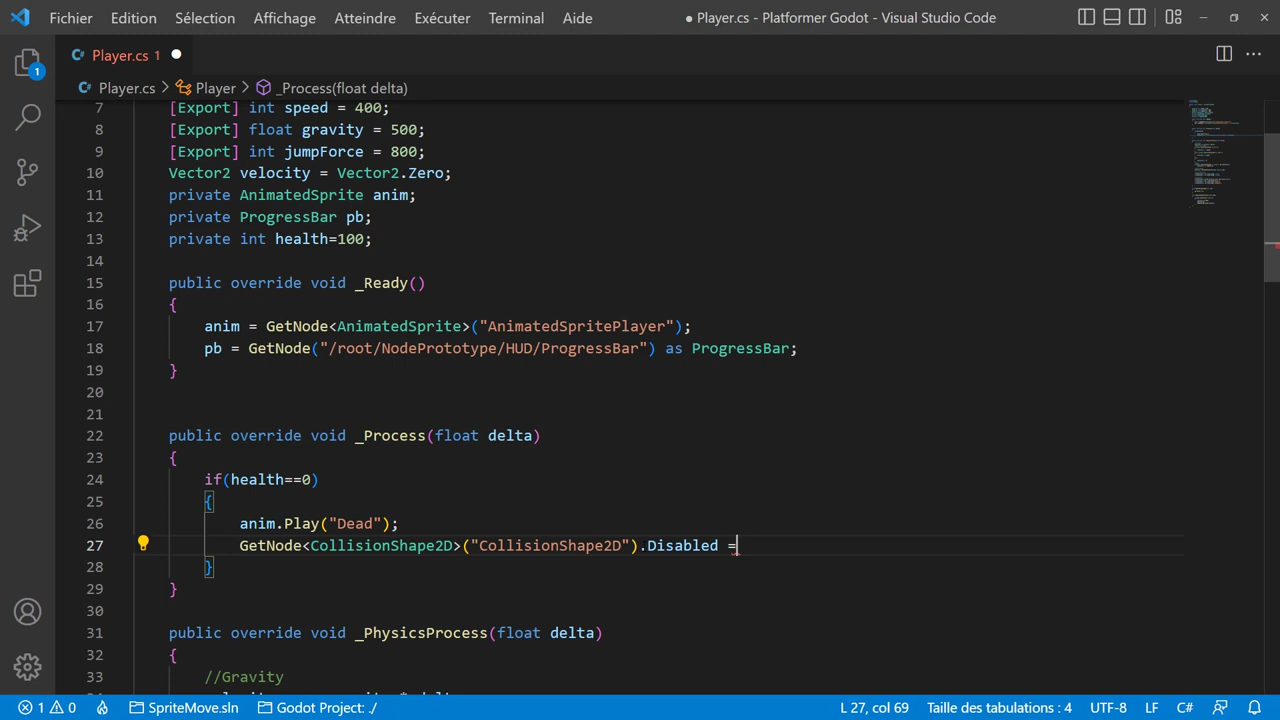 Fichier Edition Sélection Affichage Atteindre Exécuter Terminal Aide ● Player.cs - Platformer Godot - Visual Studio Code
Player.cs 1
Player.cs > Player > _Process(float delta)
1
7 [Export] int speed = 400;
8 [Export] float gravity = 500;
9 [Export] int jumpForce = 800;
10 Vector2 velocity = Vector2.Zero;
11 private AnimatedSprite anim;
12 private ProgressBar pb;
13 private int health=100;
14
15 public override void _Ready()
16 {
17 anim = GetNode<AnimatedSprite>("AnimatedSpritePlayer");
18 pb = GetNode("/root/NodePrototype/HUD/ProgressBar") as ProgressBar;
19 }
20
21
22 public override void _Process(float delta)
23 {
24 if(health==0)
25 {
26 anim.Play("Dead");
27 GetNode<CollisionShape2D>("CollisionShape2D").Disabled =
28 }
29 }
30
31 public override void _PhysicsProcess(float delta)
32 {
33 //Gravity
1 0 SpriteMove.sln Godot Project: ./ L 27, col 69 Taille des tabulations : 4 UTF-8 LF C#